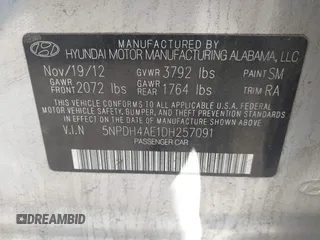 HYUNDAI MOTOR MANUFACTURING ALABAMA, LLC
Nov/19/12 GVWR 3792 lbs PAINT SM
GAWR FRONT 2072 lbs GAWR REAR 1764 lbs TRIM RA
THIS VEHICLE CONFORMS TO ALL APPLICABLE U.S. FEDERAL
MOTOR VEHICLE SAFETY, BUMPER, AND THEFT PREVENTION
STANDARDS IN EFFECT ON THE DATE OF MANUFACTURE SHOWN ABOVE.
V.I.N 5NPDH4AE1DH257091
PASSENGER CAR
DREAMBID